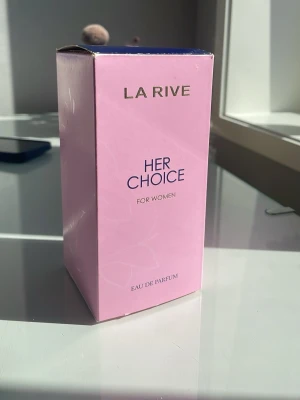 LA RIVE
HER
CHOICE
FOR WOMEN
EAU DE PARFUM